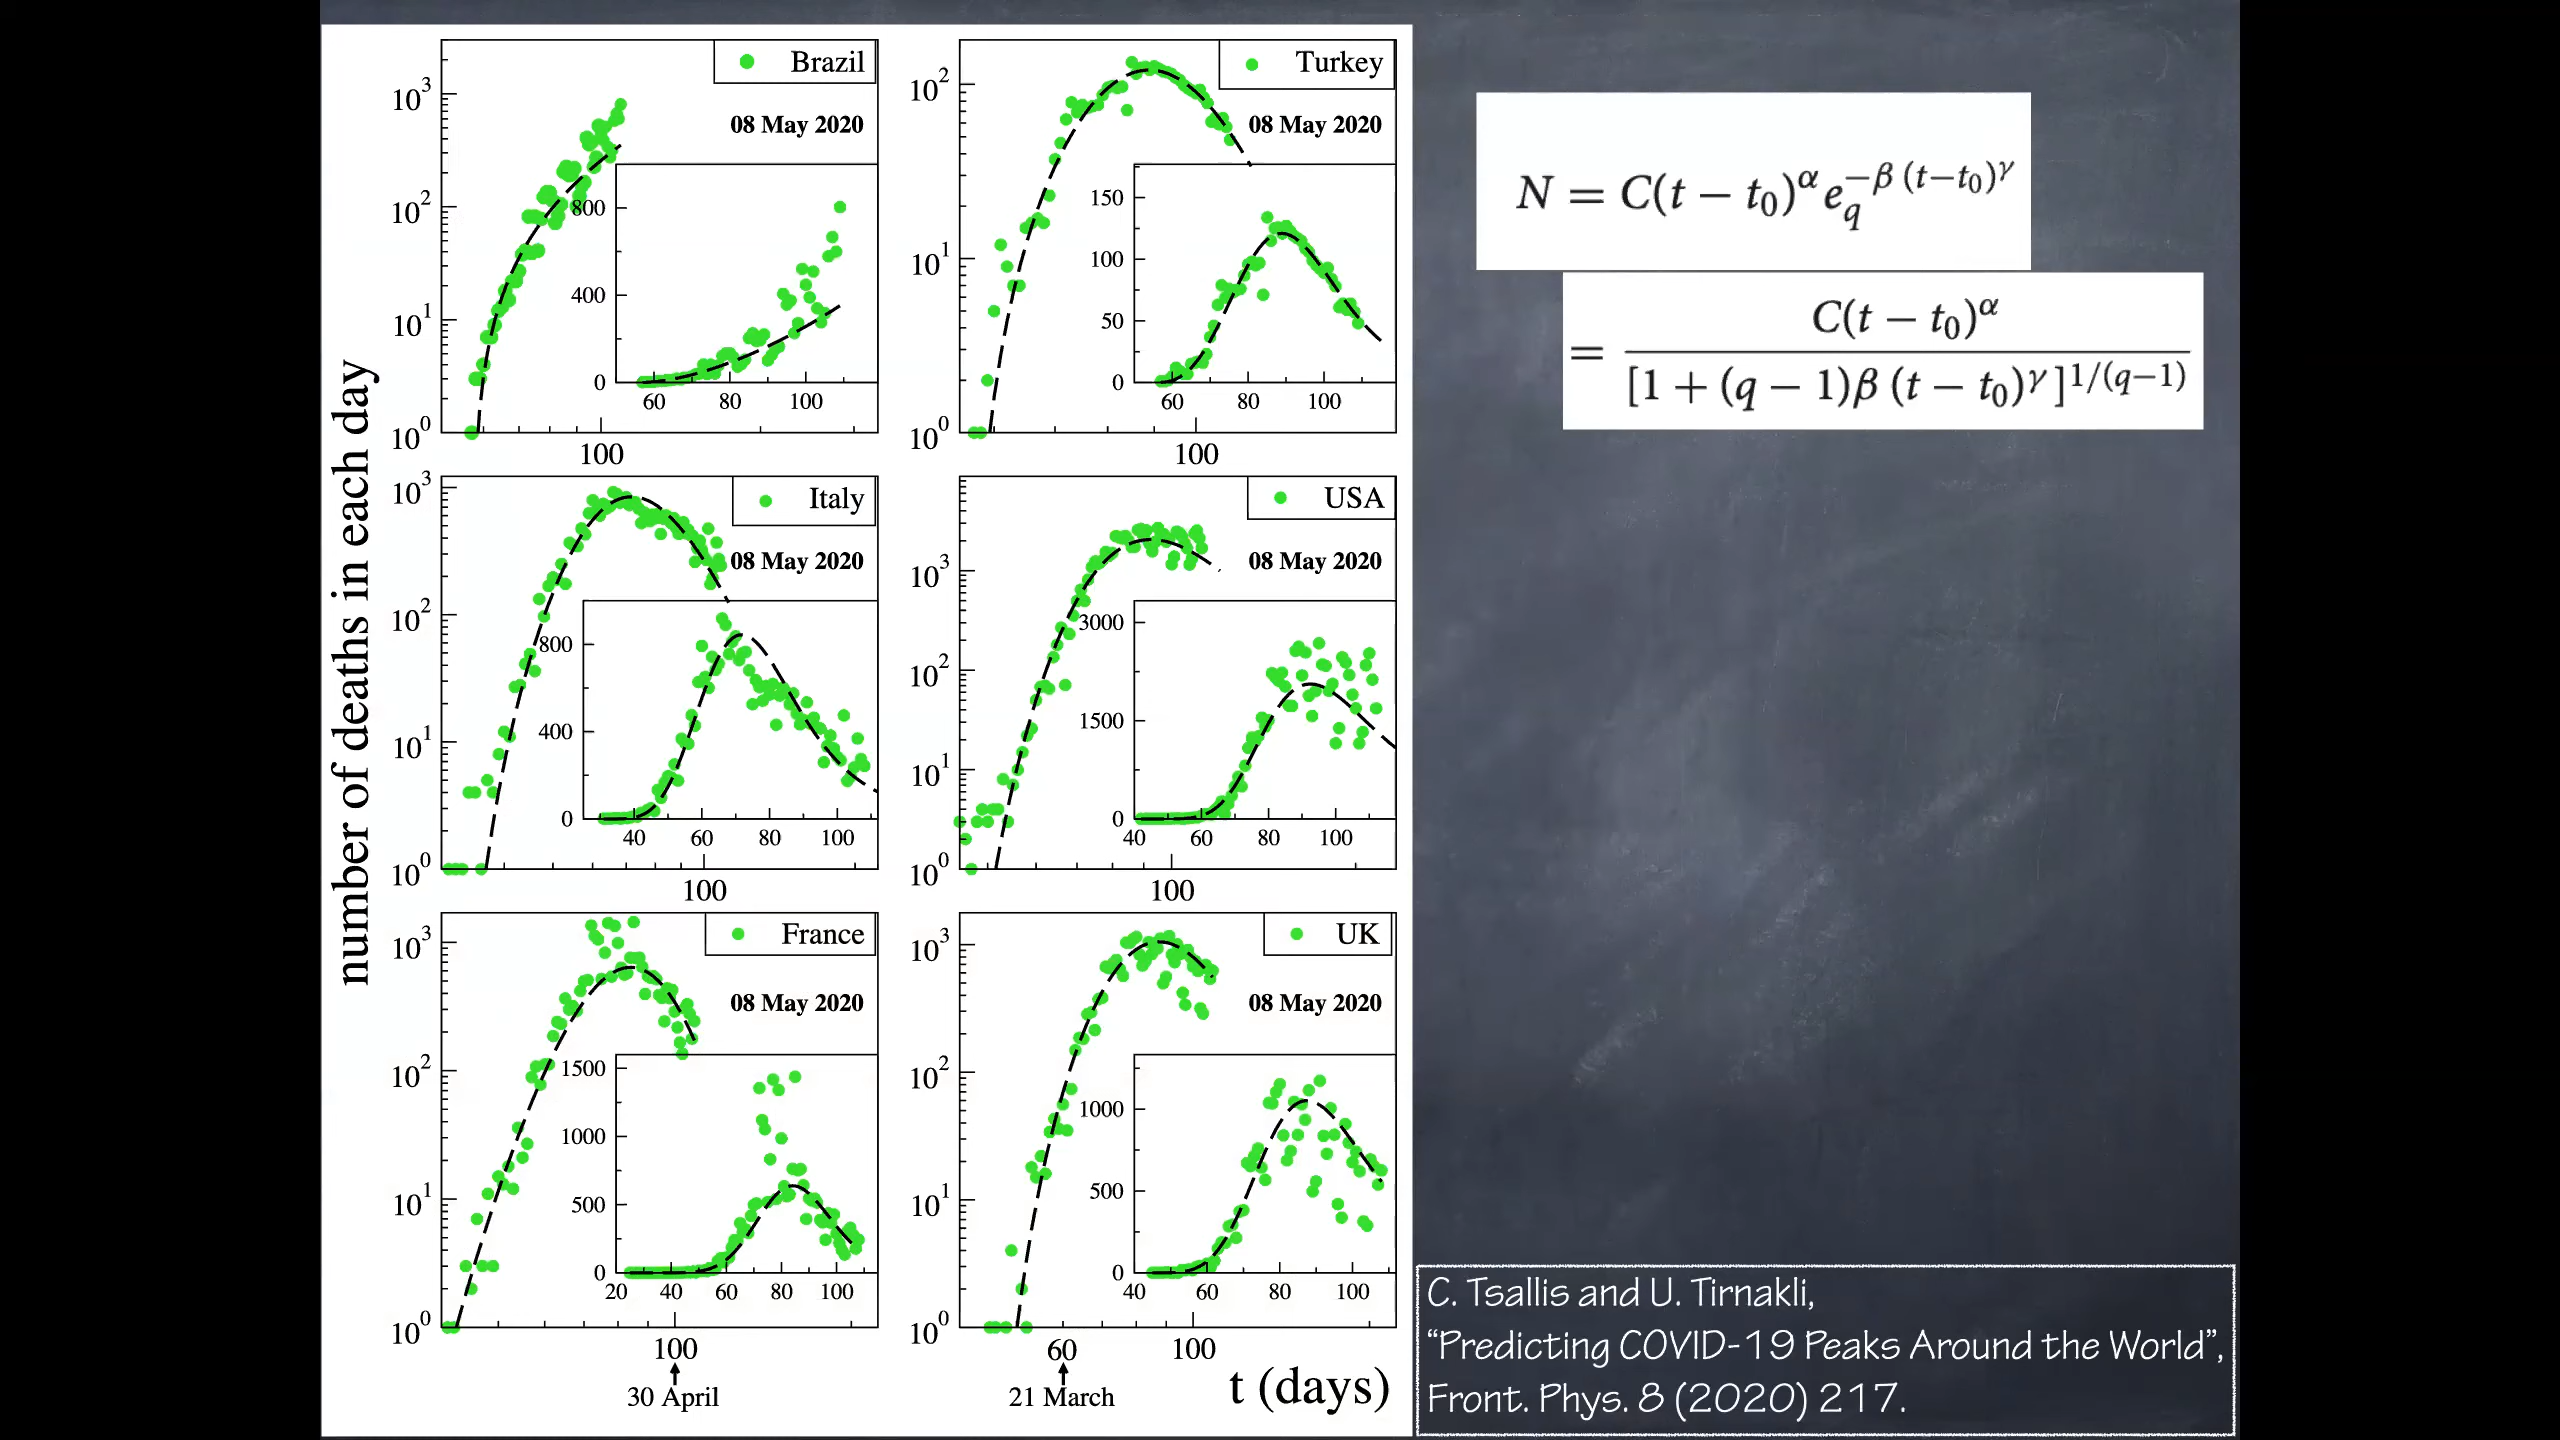 number of deaths in each day
Brazil
08 May 2020
10^3
10^2
10^1
10^0
100
800
400
0
60 80 100
Turkey
08 May 2020
10^2
10^1
10^0
100
150
100
50
0
60 80 100
Italy
08 May 2020
10^3
10^2
10^1
10^0
100
800
400
0
40 60 80 100
USA
08 May 2020
10^3
10^2
10^1
10^0
100
3000
1500
0
40 60 80 100
France
08 May 2020
10^3
10^2
10^1
10^0
100
30 April
1500
1000
500
0
20 40 60 80 100
UK
08 May 2020
10^3
10^2
10^1
10^0
60 100
21 March
1000
500
0
40 60 80 100
t (days)
N = C(t − t_0)^α e_q^{−β (t−t_0)^γ}
= C(t − t_0)^α / [1 + (q − 1)β (t − t_0)^γ]^{1/(q−1)}
C. Tsallis and U. Tirnakli,
“Predicting COVID-19 Peaks Around the World”,
Front. Phys. 8 (2020) 217.